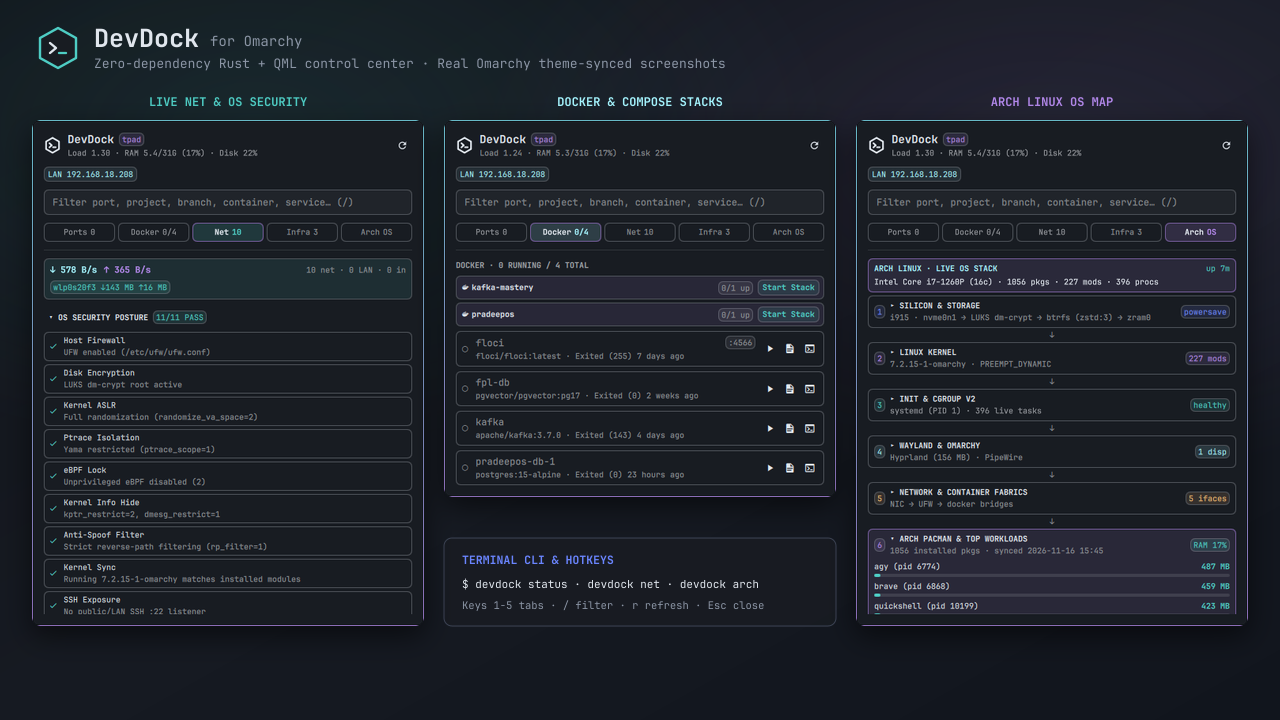 DevDock for Omarchy
Zero-dependency Rust + QML control center · Real Omarchy theme-synced screenshots
LIVE NET & OS SECURITY
DevDock tpad
Load 1.30 · RAM 5.4/31G (17%) · Disk 22%
LAN 192.168.18.208
Filter port, project, branch, container, service… (/)
Ports 0 Docker 0/4 Net 10 Infra 3 Arch OS
↓ 578 B/s ↑ 365 B/s 10 net · 0 LAN · 0 in
wlp0s20f3 ↓143 MB ↑16 MB
▾ OS SECURITY POSTURE 11/11 PASS
Host Firewall
UFW enabled (/etc/ufw/ufw.conf)
Disk Encryption
LUKS dm-crypt root active
Kernel ASLR
Full randomization (randomize_va_space=2)
Ptrace Isolation
Yama restricted (ptrace_scope=1)
eBPF Lock
Unprivileged eBPF disabled (2)
Kernel Info Hide
kptr_restrict=2, dmesg_restrict=1
Anti-Spoof Filter
Strict reverse-path filtering (rp_filter=1)
Kernel Sync
Running 7.2.15-1-omarchy matches installed modules
SSH Exposure
No public/LAN SSH :22 listener
DOCKER & COMPOSE STACKS
DevDock tpad
Load 1.24 · RAM 5.3/31G (17%) · Disk 22%
LAN 192.168.18.208
Filter port, project, branch, container, service… (/)
Ports 0 Docker 0/4 Net 10 Infra 3 Arch OS
DOCKER · 0 RUNNING / 4 TOTAL
kafka-mastery 0/1 up Start Stack
pradeepos 0/1 up Start Stack
floci :4566
floci/floci:latest · Exited (255) 7 days ago
fpl-db
pgvector/pgvector:pg17 · Exited (0) 2 weeks ago
kafka
apache/kafka:3.7.0 · Exited (143) 4 days ago
pradeepos-db-1
postgres:15-alpine · Exited (0) 23 hours ago
TERMINAL CLI & HOTKEYS
$ devdock status · devdock net · devdock arch
Keys 1-5 tabs · / filter · r refresh · Esc close
ARCH LINUX OS MAP
DevDock tpad
Load 1.30 · RAM 5.4/31G (17%) · Disk 22%
LAN 192.168.18.208
Filter port, project, branch, container, service… (/)
Ports 0 Docker 0/4 Net 10 Infra 3 Arch OS
ARCH LINUX · LIVE OS STACK up 7m
Intel Core i7-1260P (16c) · 1056 pkgs · 227 mods · 396 procs
1 ▸ SILICON & STORAGE powersave
i915 · nvme0n1 → LUKS dm-crypt → btrfs (zstd:3) → zram0
↓
2 ▸ LINUX KERNEL 227 mods
7.2.15-1-omarchy · PREEMPT_DYNAMIC
↓
3 ▸ INIT & CGROUP V2 healthy
systemd (PID 1) · 396 live tasks
↓
4 ▸ WAYLAND & OMARCHY 1 disp
Hyprland (156 MB) · PipeWire
↓
5 ▸ NETWORK & CONTAINER FABRICS 5 ifaces
NIC → UFW → docker bridges
↓
6 ▾ ARCH PACMAN & TOP WORKLOADS RAM 17%
1056 installed pkgs · synced 2026-11-16 15:45
agy (pid 6774) 487 MB
brave (pid 6868) 459 MB
quickshell (pid 10199) 423 MB